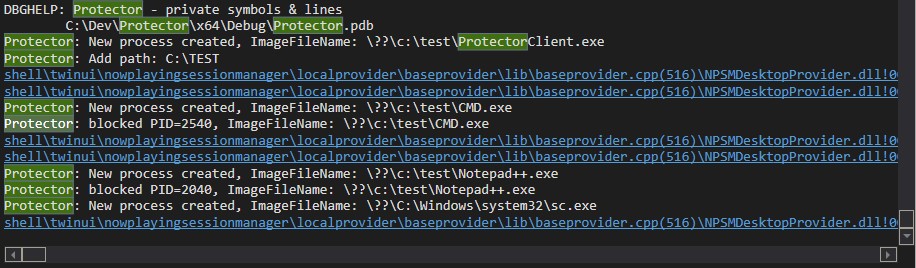 DBGHELP: Protector - private symbols & lines
C:\Dev\Protector\x64\Debug\Protector.pdb
Protector: New process created, ImageFileName: \??\c:\test\ProtectorClient.exe
Protector: Add path: C:\TEST
shell\twinui\nowplayingsessionmanager\localprovider\baseprovider\lib\baseprovider.cpp(516)\NPSMDesktopProvider.dll!0
shell\twinui\nowplayingsessionmanager\localprovider\baseprovider\lib\baseprovider.cpp(516)\NPSMDesktopProvider.dll!0
Protector: New process created, ImageFileName: \??\c:\test\CMD.exe
Protector: blocked PID=2540, ImageFileName: \??\c:\test\CMD.exe
shell\twinui\nowplayingsessionmanager\localprovider\baseprovider\lib\baseprovider.cpp(516)\NPSMDesktopProvider.dll!0
shell\twinui\nowplayingsessionmanager\localprovider\baseprovider\lib\baseprovider.cpp(516)\NPSMDesktopProvider.dll!0
Protector: New process created, ImageFileName: \??\c:\test\Notepad++.exe
Protector: blocked PID=2040, ImageFileName: \??\c:\test\Notepad++.exe
Protector: New process created, ImageFileName: \??\C:\Windows\system32\sc.exe
shell\twinui\nowplayingsessionmanager\localprovider\baseprovider\lib\baseprovider.cpp(516)\NPSMDesktopProvider.dll!0